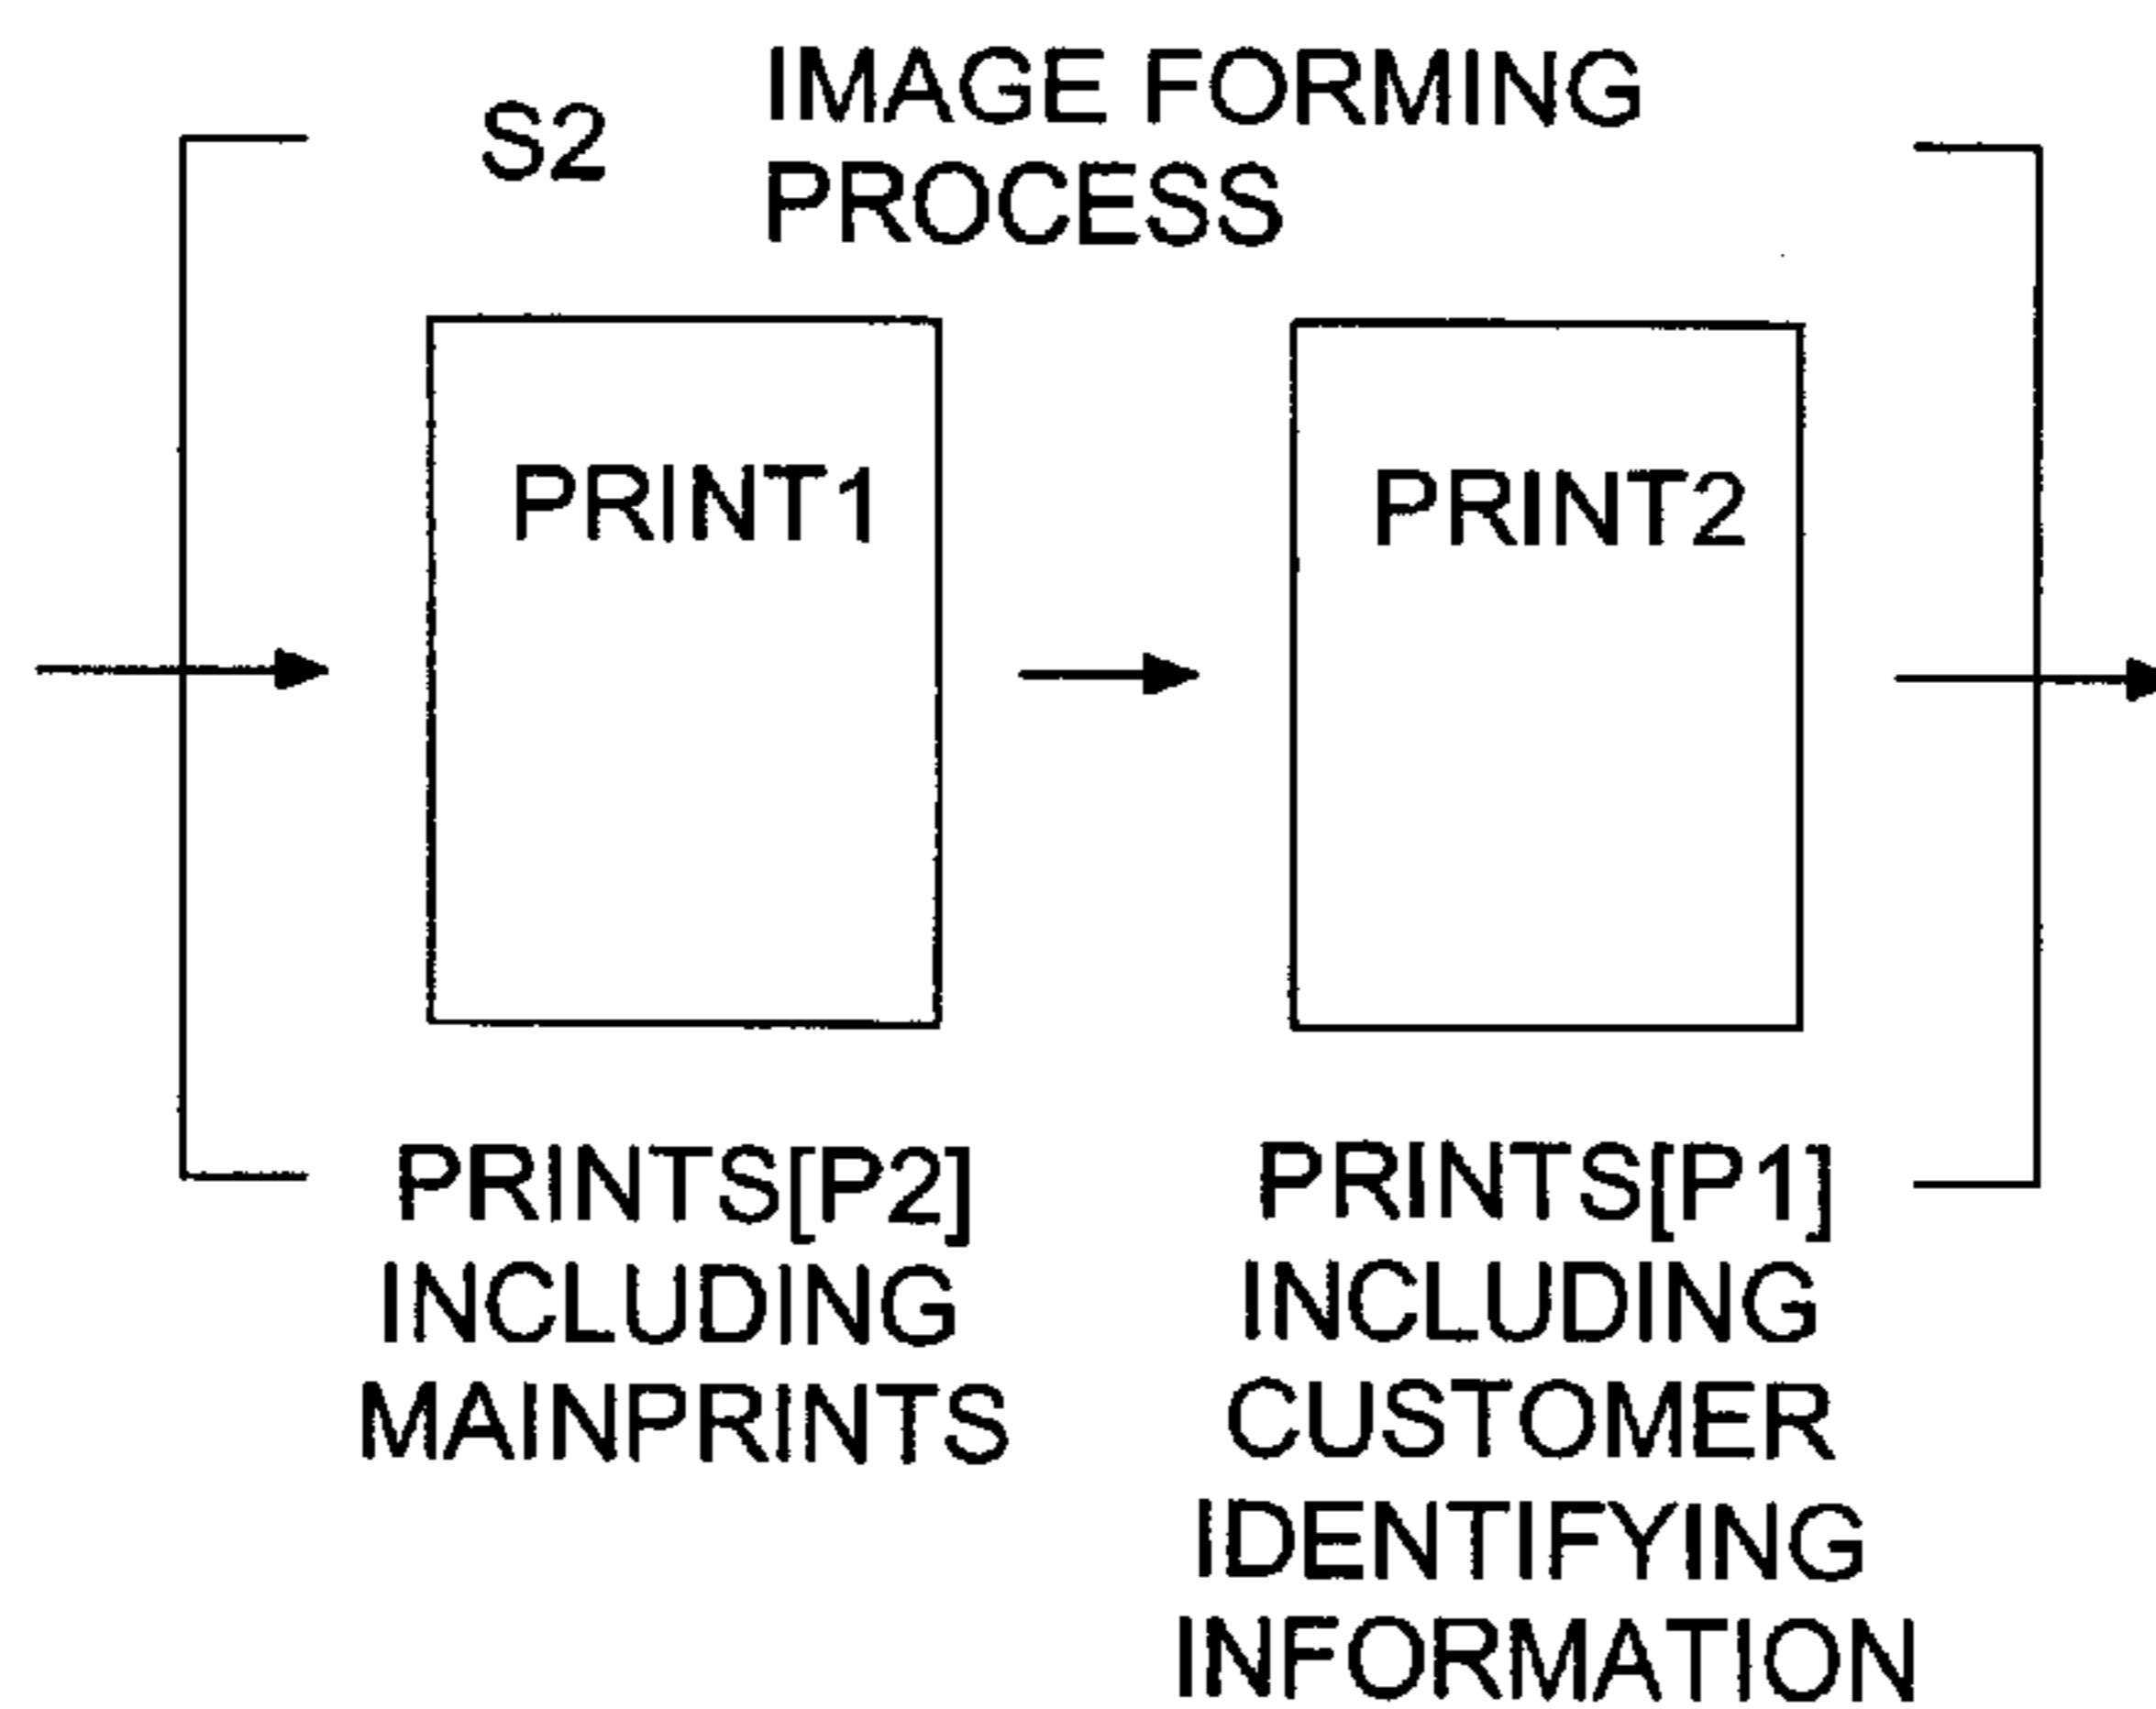 S2 IMAGE FORMING
PROCESS
PRINT1
PRINT2
PRINTS[P2]
INCLUDING
MAINPRINTS
PRINTS[P1]
INCLUDING
CUSTOMER
IDENTIFYING
INFORMATION